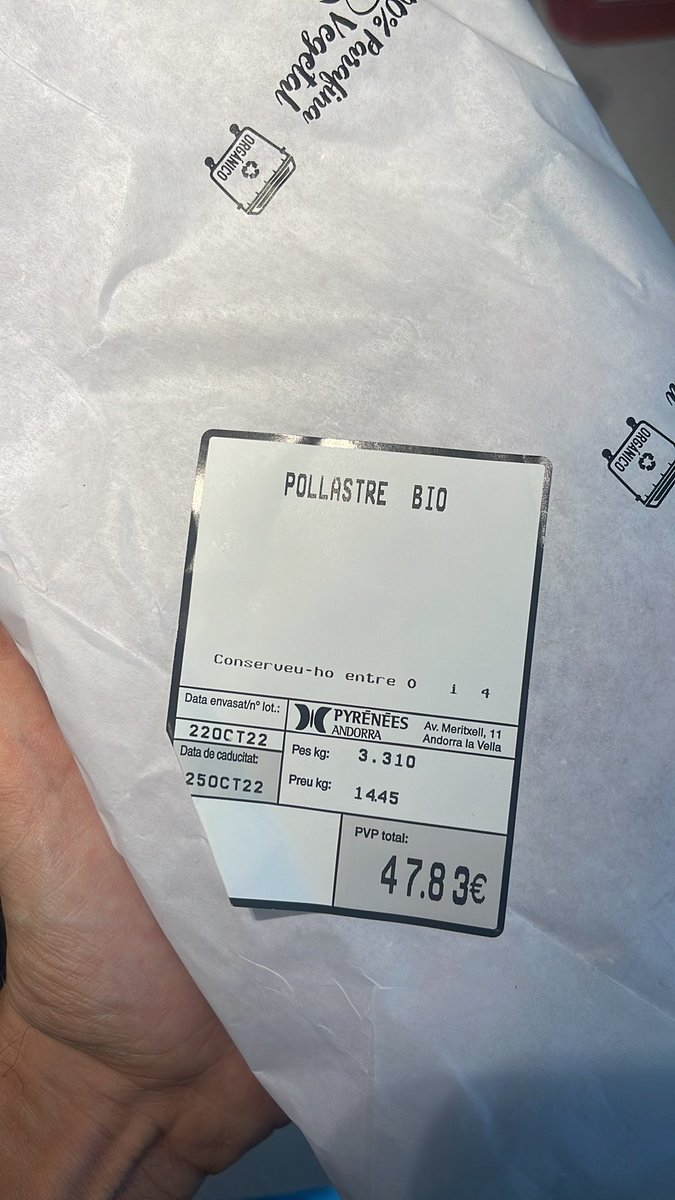 100% Parafina
Vegetal
ORGÁNICO
ORGÁNICO
POLLASTRE BIO
Conserveu-ho entre 0 i 4
Data envasat/nº lot.:
22OCT22
PYRÉNÉES
ANDORRA
Av. Meritxell, 11
Andorra la Vella
Data de caducitat:
25OCT22
Pes kg: 3.310
Preu kg: 14.45
PVP total:
47.83€